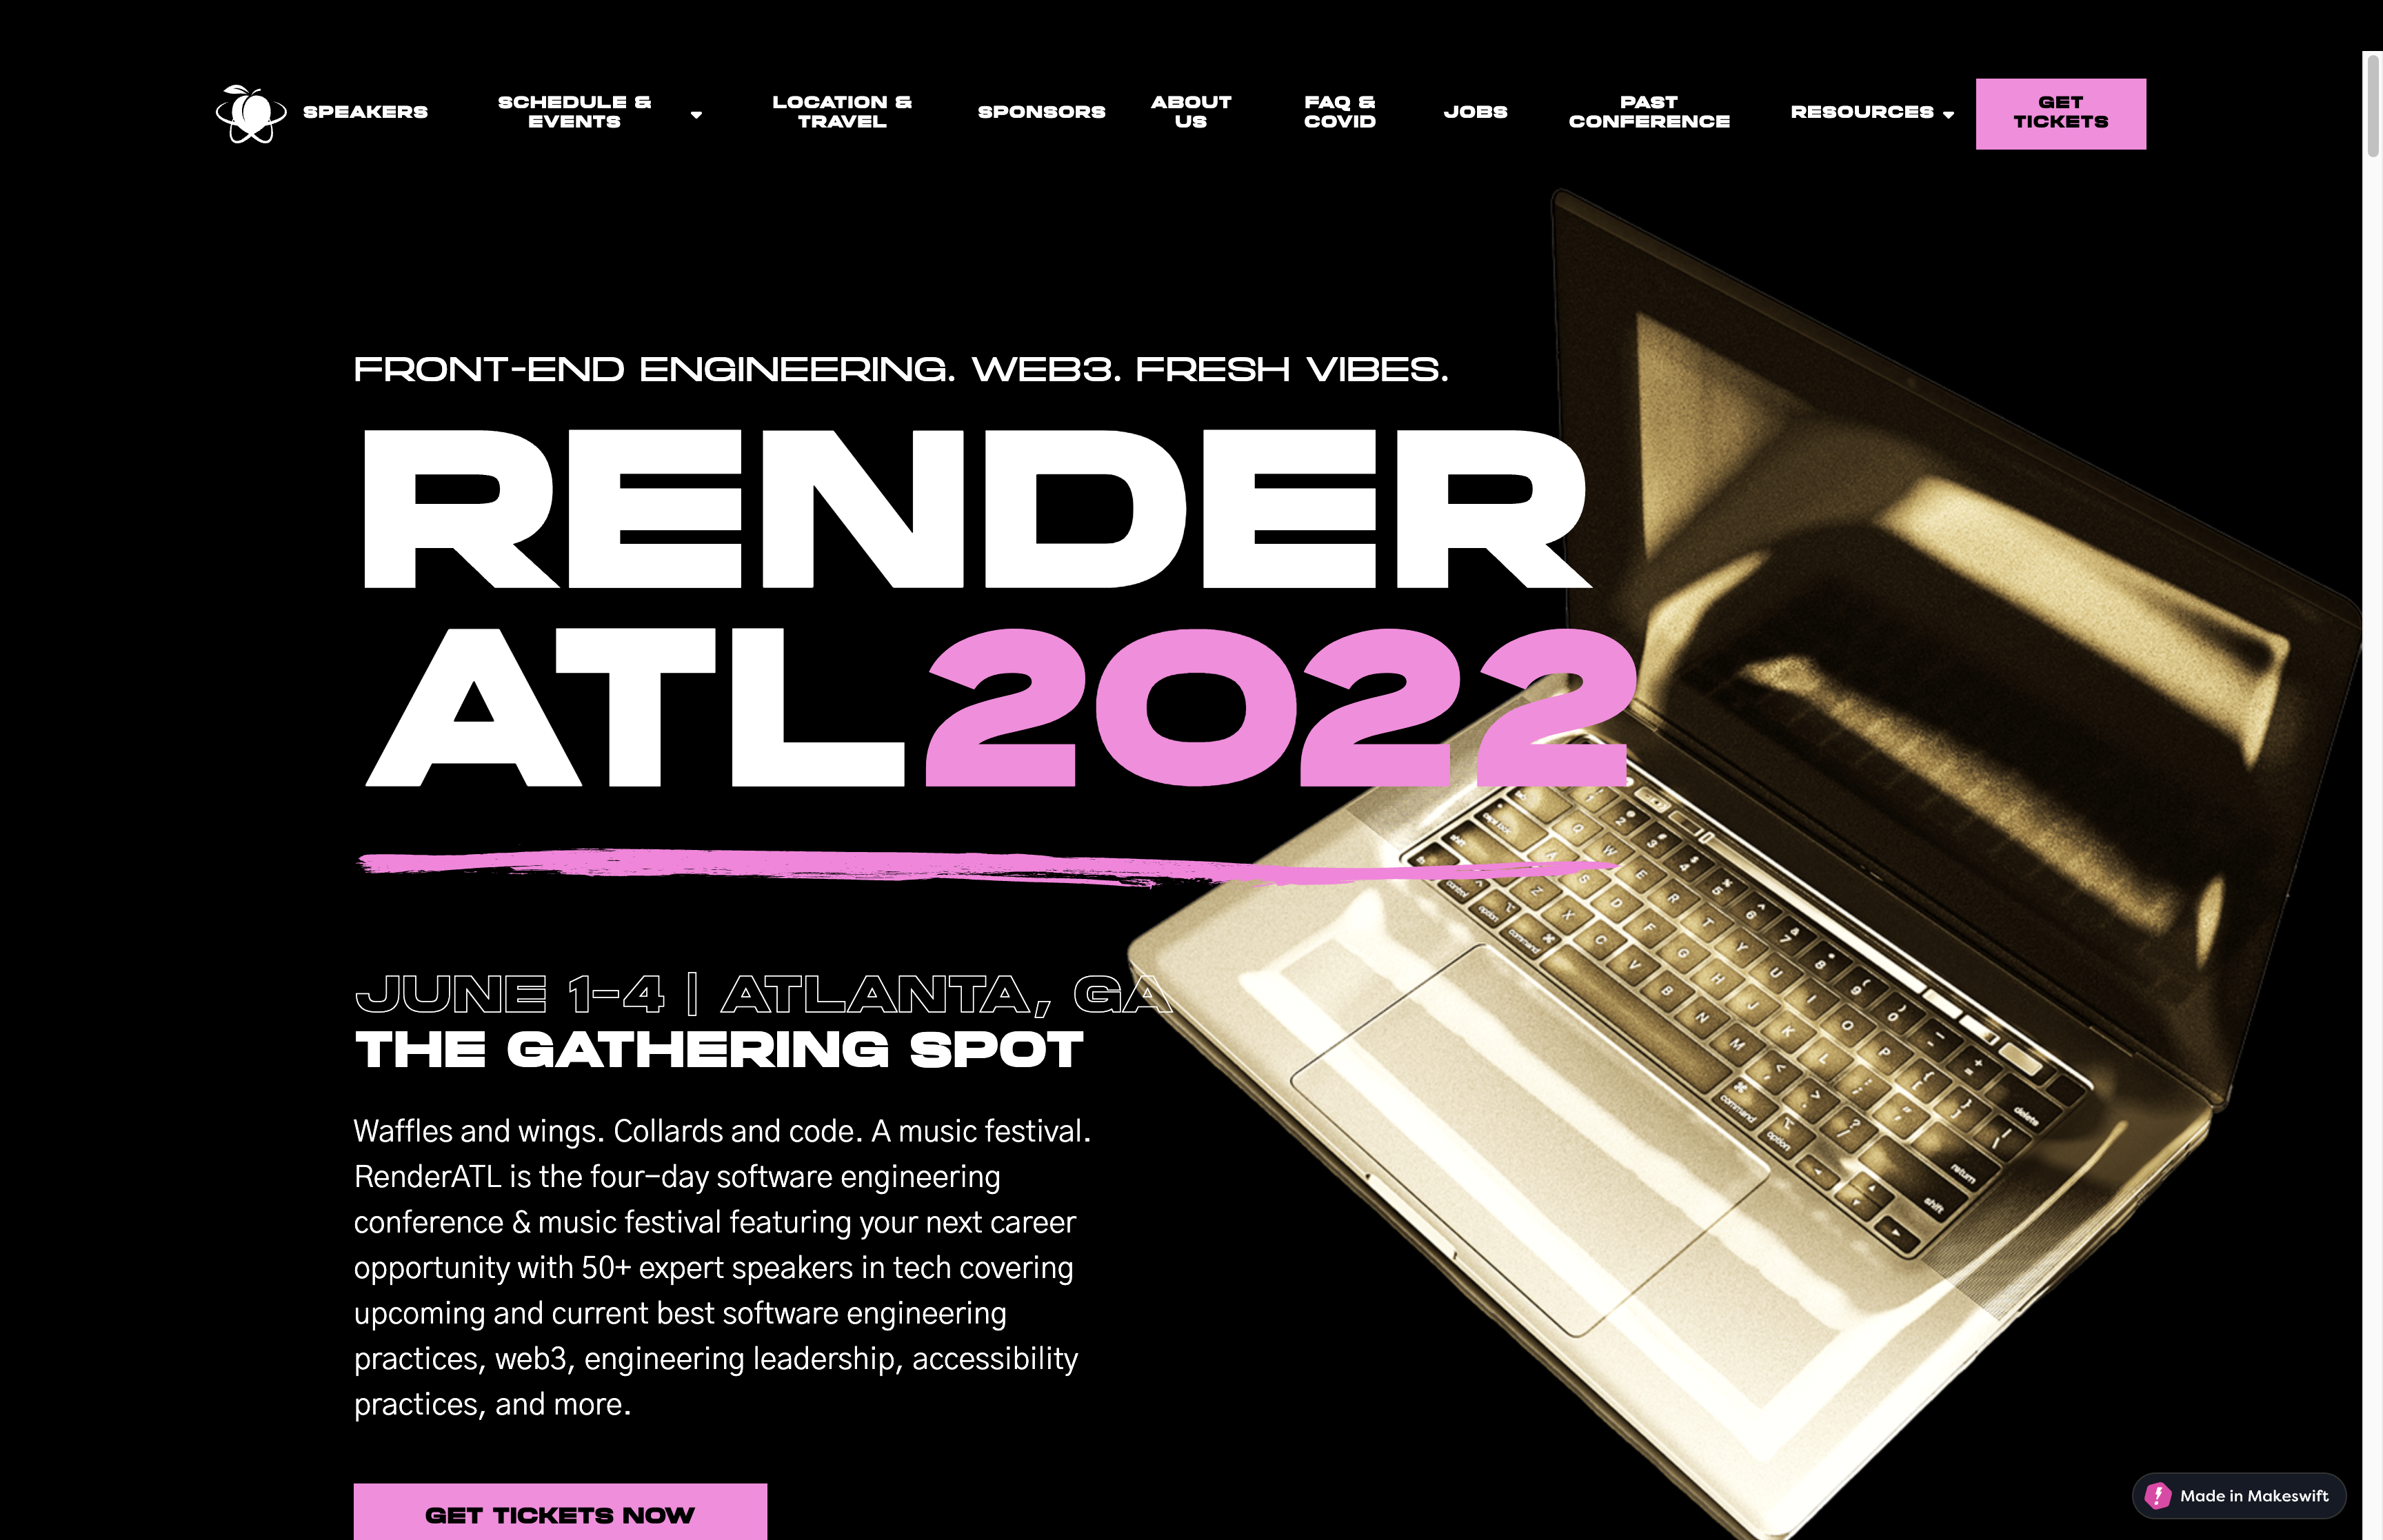 SPEAKERS
SCHEDULE &
EVENTS
LOCATION &
TRAVEL
SPONSORS
ABOUT
US
FAQ &
COVID
JOBS
PAST
CONFERENCE
RESOURCES
GET
TICKETS
FRONT-END ENGINEERING. WEB3. FRESH VIBES.
RENDER
ATL2022
JUNE 1-4 | ATLANTA, GA
THE GATHERING SPOT
Waffles and wings. Collards and code. A music festival.
RenderATL is the four-day software engineering
conference & music festival featuring your next career
opportunity with 50+ expert speakers in tech covering
upcoming and current best software engineering
practices, web3, engineering leadership, accessibility
practices, and more.
GET TICKETS NOW
Made in Makeswift